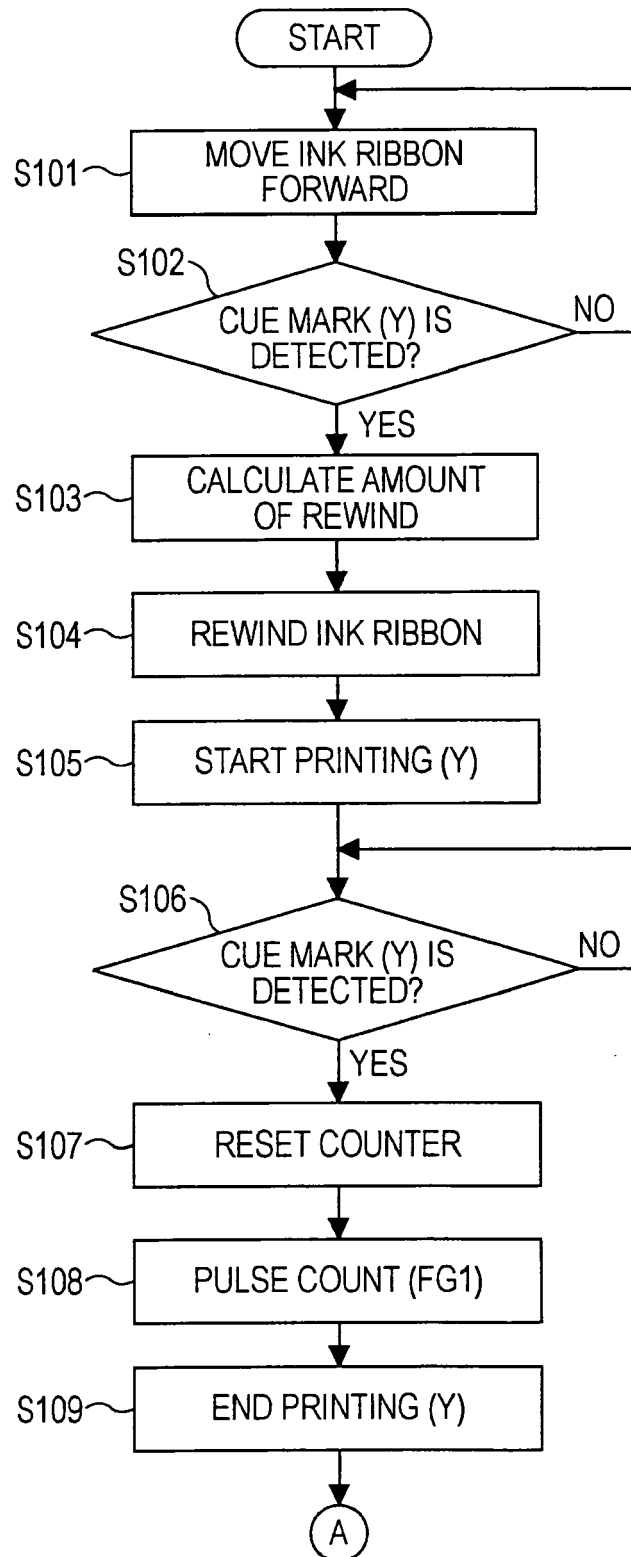 START
S101
MOVE INK RIBBON
FORWARD
S102
CUE MARK (Y) IS
DETECTED?
NO
YES
S103
CALCULATE AMOUNT
OF REWIND
S104
REWIND INK RIBBON
S105
START PRINTING (Y)
S106
CUE MARK (Y) IS
DETECTED?
NO
YES
S107
RESET COUNTER
S108
PULSE COUNT (FG1)
S109
END PRINTING (Y)
A